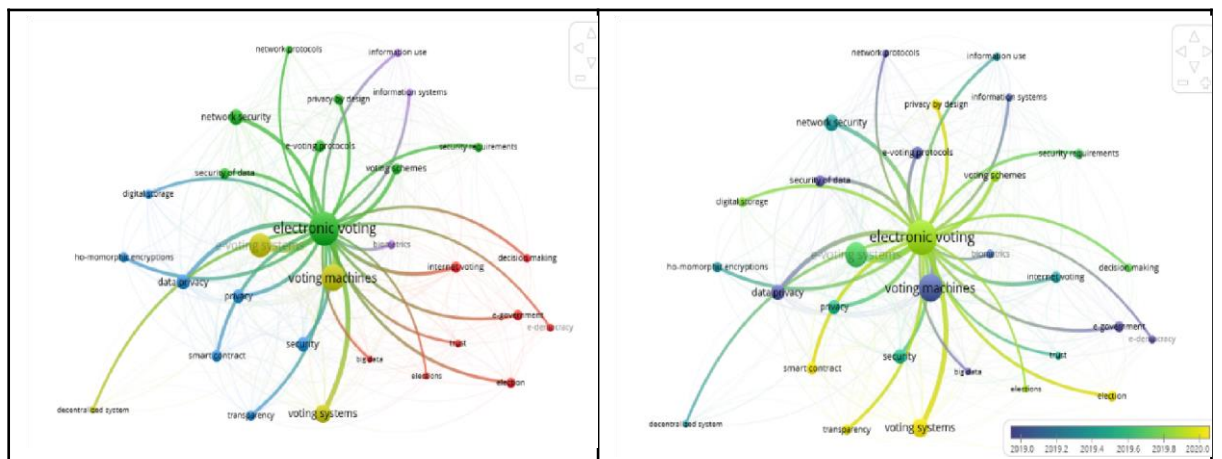 network protocols
information use
information systems
privacy by design
network security
e-voting protocols
security requirements
security of data
voting schemes
digital storage
electronic voting
e-voting systems
biometrics
decision making
ho-momorphic encryptions
internet voting
data privacy
voting machines
privacy
e-government
e-democracy
security
trust
smart contract
big data
elections
election
decentralized system
transparency
voting systems
network protocols
information use
information systems
privacy by design
network security
e-voting protocols
security requirements
security of data
voting schemes
digital storage
electronic voting
e-voting systems
biometrics
decision making
ho-momorphic encryptions
internet voting
data privacy
voting machines
privacy
e-government
e-democracy
security
trust
smart contract
big data
elections
election
decentralized system
transparency
voting systems
2019.0 2019.2 2019.4 2019.6 2019.8 2020.0